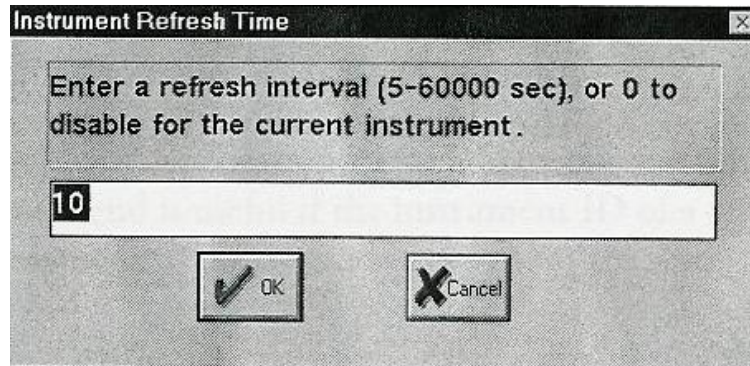 Instrument Refresh Time
Enter a refresh interval (5-60000 sec), or 0 to
disable for the current instrument.
10
OK
Cancel